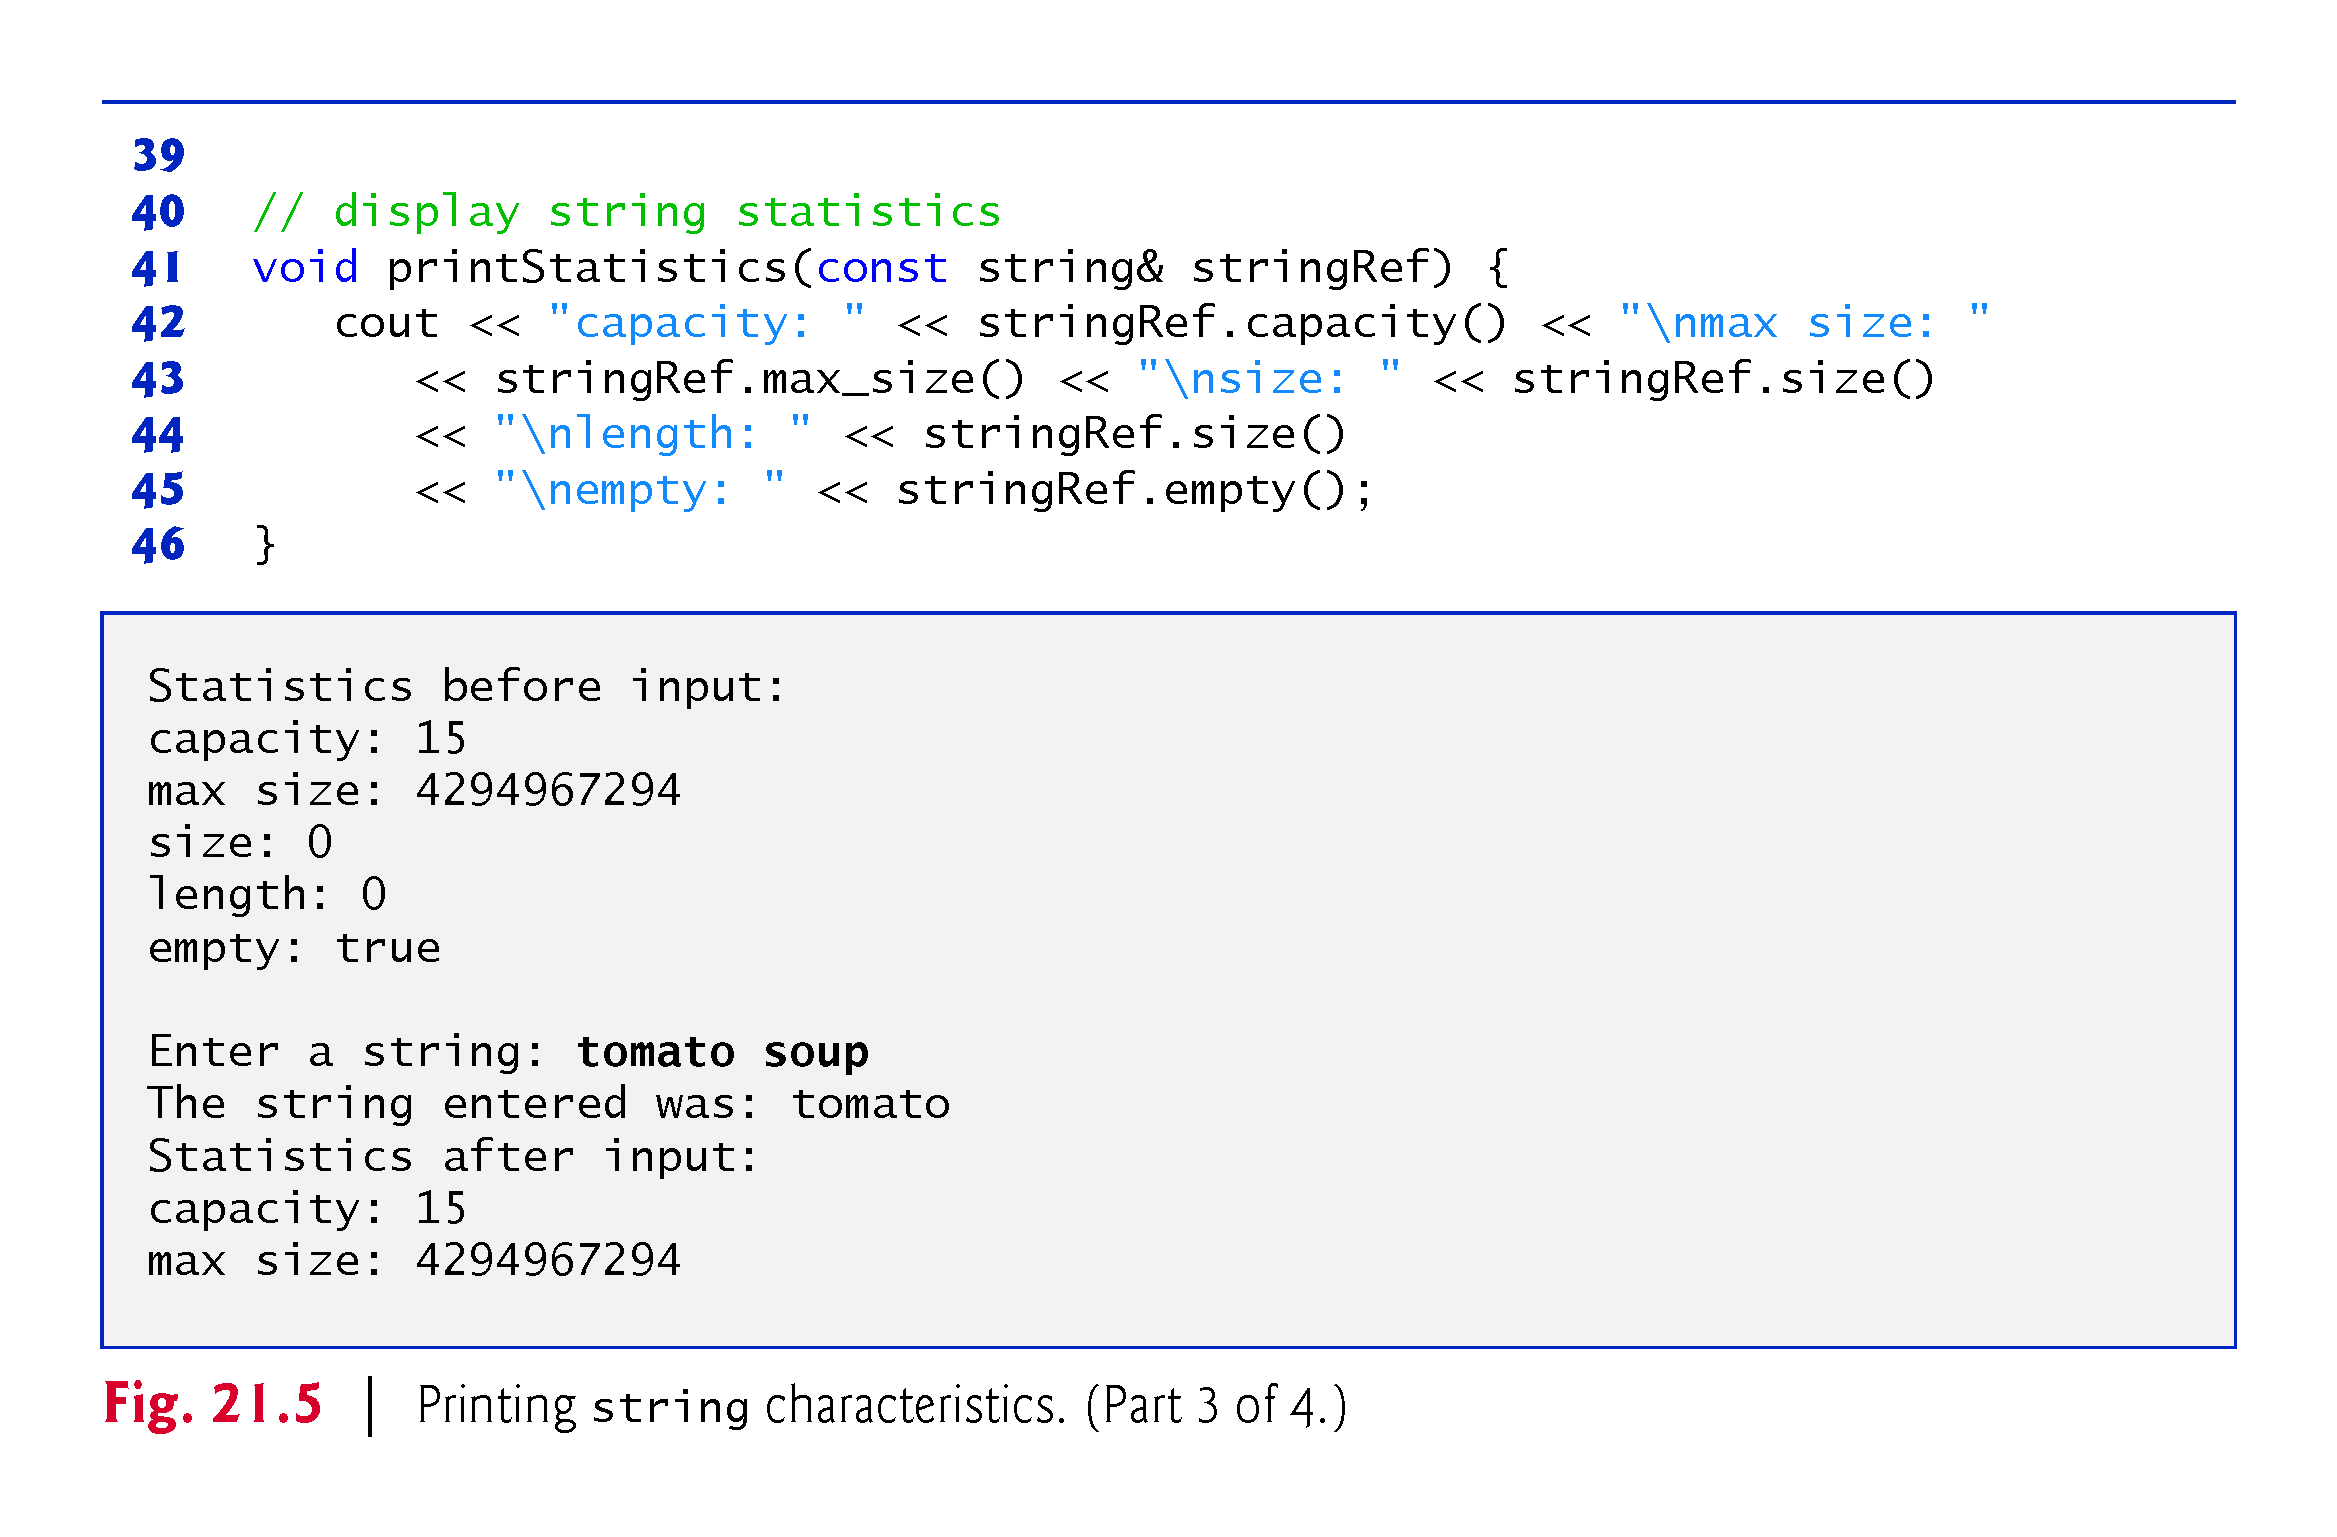 39
40 // display string statistics
41 void printStatistics(const string& stringRef) {
42    cout << "capacity: " << stringRef.capacity() << "\nmax size: "
43       << stringRef.max_size() << "\nsize: " << stringRef.size()
44       << "\nlength: " << stringRef.size()
45       << "\nempty: " << stringRef.empty();
46 }
Statistics before input:
capacity: 15
max size: 4294967294
size: 0
length: 0
empty: true
Enter a string: tomato soup
The string entered was: tomato
Statistics after input:
capacity: 15
max size: 4294967294
Fig. 21.5 | Printing string characteristics. (Part 3 of 4.)